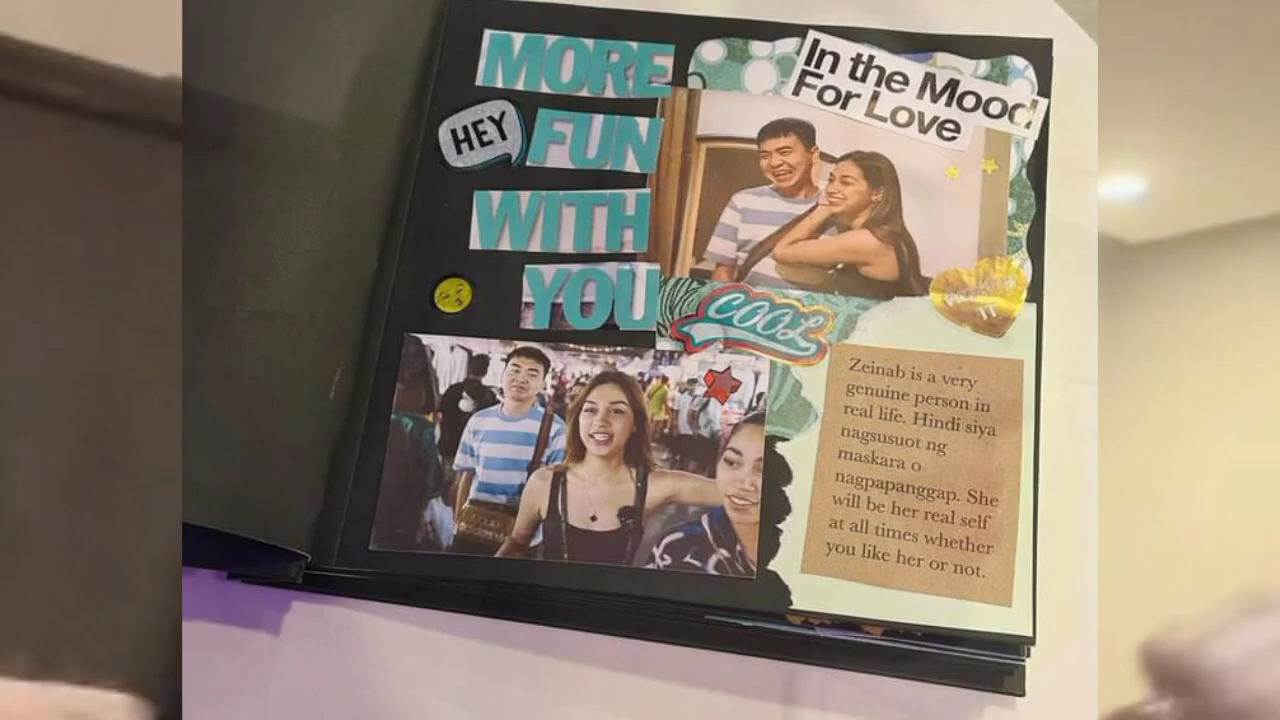 MORE
HEY
FUN
WITH
YOU
In the Mood
For Love
COOL
Zeinab is a very
genuine person in
real life. Hindi siya
nagsusuot ng
maskara o
nagpapanggap. She
will be her real self
at all times whether
you like her or not.